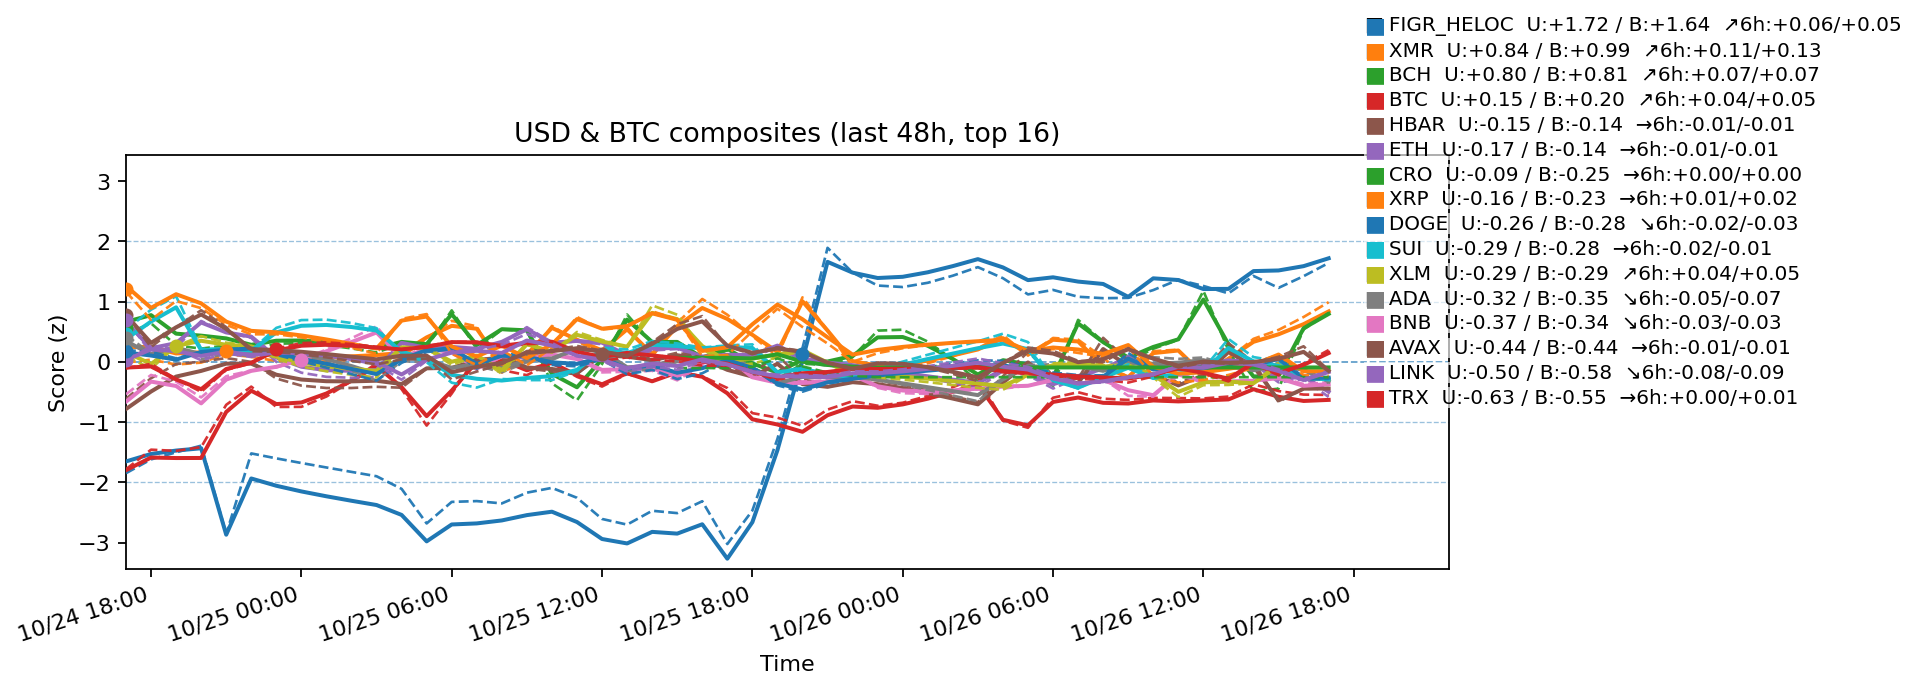 FIGR_HELOC U:+1.72 / B:+1.64 ↗6h:+0.06/+0.05
XMR U:+0.84 / B:+0.99 ↗6h:+0.11/+0.13
BCH U:+0.80 / B:+0.81 ↗6h:+0.07/+0.07
BTC U:+0.15 / B:+0.20 ↗6h:+0.04/+0.05
HBAR U:-0.15 / B:-0.14 →6h:-0.01/-0.01
ETH U:-0.17 / B:-0.14 →6h:-0.01/-0.01
CRO U:-0.09 / B:-0.25 →6h:+0.00/+0.00
XRP U:-0.16 / B:-0.23 →6h:+0.01/+0.02
DOGE U:-0.26 / B:-0.28 ↘6h:-0.02/-0.03
SUI U:-0.29 / B:-0.28 →6h:-0.02/-0.01
XLM U:-0.29 / B:-0.29 ↗6h:+0.04/+0.05
ADA U:-0.32 / B:-0.35 ↘6h:-0.05/-0.07
BNB U:-0.37 / B:-0.34 ↘6h:-0.03/-0.03
AVAX U:-0.44 / B:-0.44 →6h:-0.01/-0.01
LINK U:-0.50 / B:-0.58 ↘6h:-0.08/-0.09
TRX U:-0.63 / B:-0.55 →6h:+0.00/+0.01
USD & BTC composites (last 48h, top 16)
Score (z)
3
2
1
0
−1
−2
−3
10/24 18:00
10/25 00:00
10/25 06:00
10/25 12:00
10/25 18:00
10/26 00:00
10/26 06:00
10/26 12:00
10/26 18:00
Time